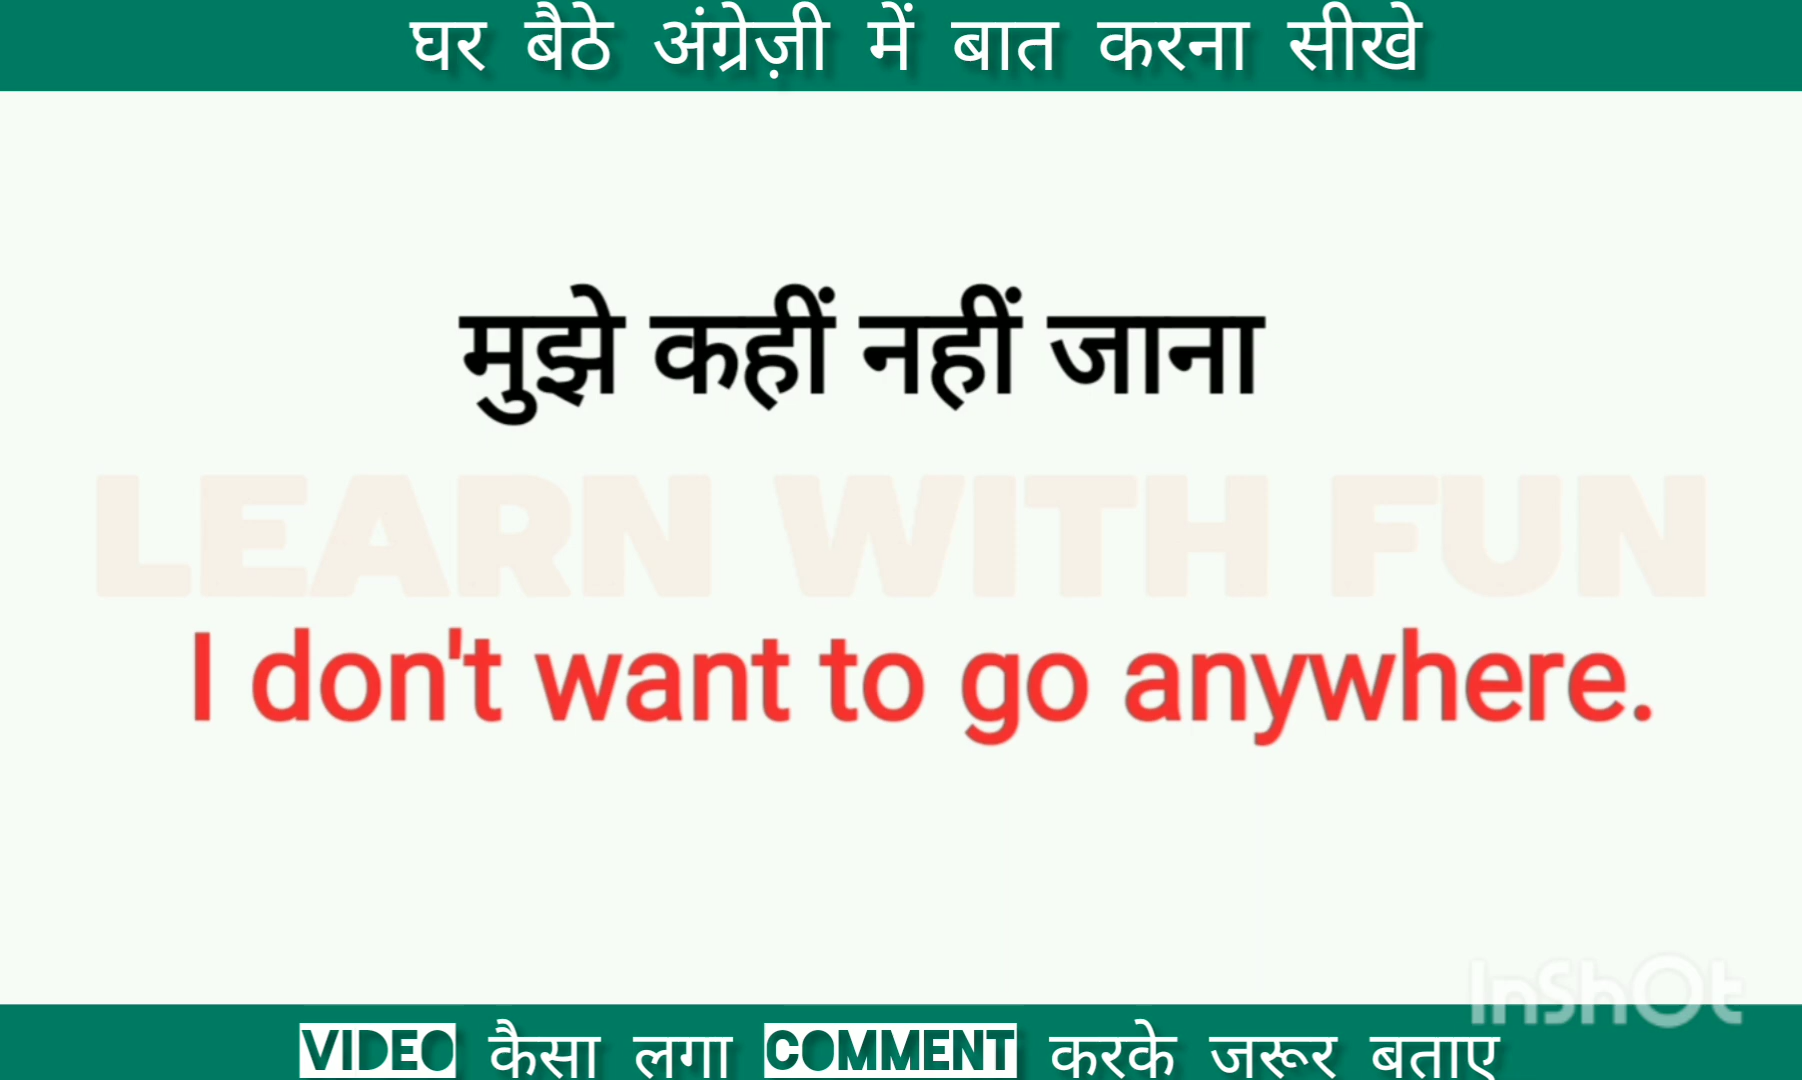 घर बैठे अंग्रेज़ी में बात करना सीखे
मुझे कहीं नहीं जाना
LEARN WITH FUN
I don't want to go anywhere.
InShOt
VIDEO कैसा लगा COMMENT करके जरूर बताए